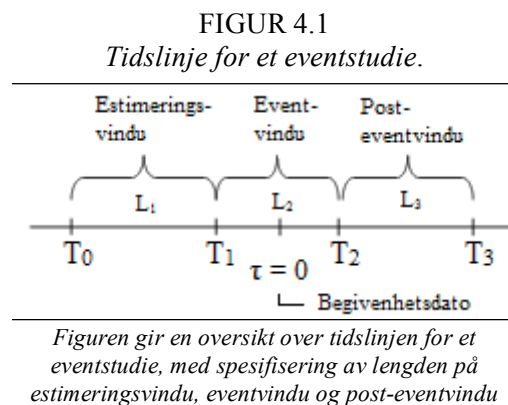 FIGUR 4.1
Tidslinje for et eventstudie.
Estimerings-
vindu
Event-
vindu
Post-
eventvindu
L₁
L₂
L₃
T0
T1
τ = 0
T2
T3
Begivenhetsdato
Figuren gir en oversikt over tidslinjen for et
eventstudie, med spesifisering av lengden på
estimeringsvindu, eventvindu og post-eventvindu